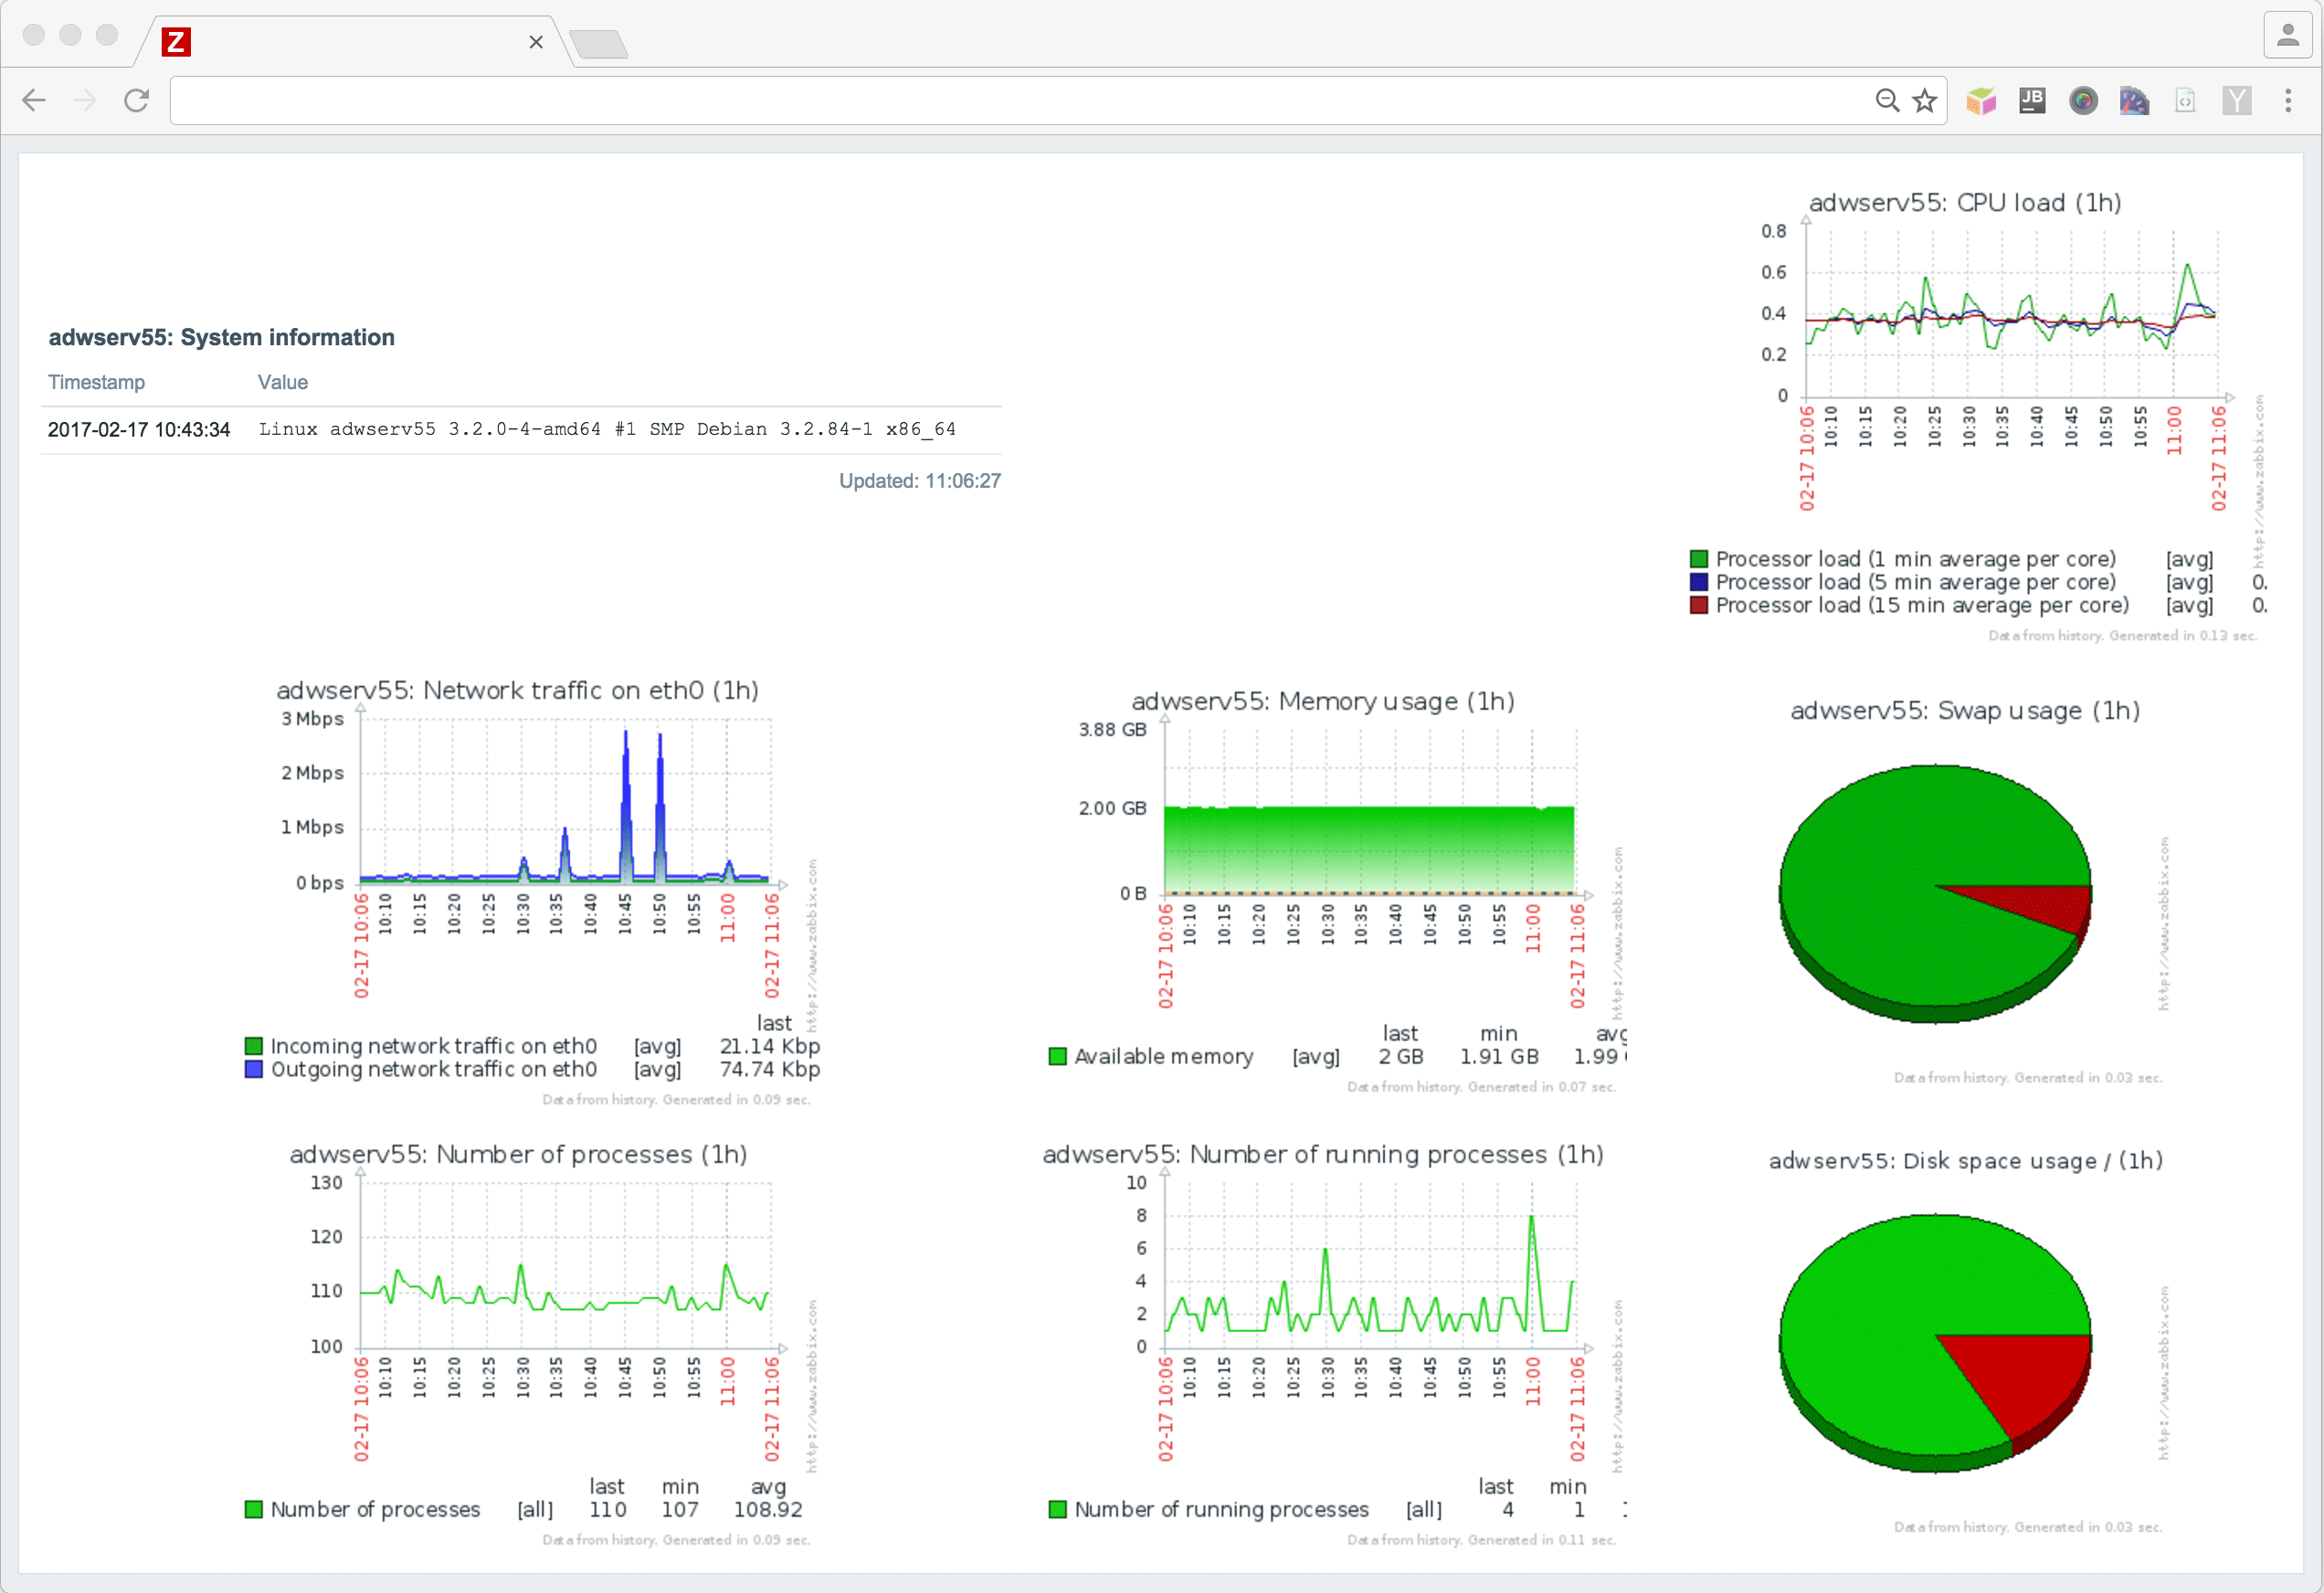 Z
JB
Y
adwserv55: System information
Timestamp Value
2017-02-17 10:43:34 Linux adwserv55 3.2.0-4-amd64 #1 SMP Debian 3.2.84-1 x86_64
Updated: 11:06:27
adwserv55: CPU load (1h)
0.8
0.6
0.4
0.2
0
02-17 10:06 10:10 10:15 10:20 10:25 10:30 10:35 10:40 10:45 10:50 10:55 11:00 02-17 11:06
http://www.zabbix.com
Processor load (1 min average per core) [avg]
Processor load (5 min average per core) [avg] 0.
Processor load (15 min average per core) [avg] 0.
Data from history. Generated in 0.13 sec.
adwserv55: Network traffic on eth0 (1h)
3 Mbps
2 Mbps
1 Mbps
0 bps
02-17 10:06 10:10 10:15 10:20 10:25 10:30 10:35 10:40 10:45 10:50 10:55 11:00 02-17 11:06
http://www.zabbix.com
last
Incoming network traffic on eth0 [avg] 21.14 Kbp
Outgoing network traffic on eth0 [avg] 74.74 Kbp
Data from history. Generated in 0.09 sec.
adwserv55: Memory usage (1h)
3.88 GB
2.00 GB
0 B
02-17 10:06 10:10 10:15 10:20 10:25 10:30 10:35 10:40 10:45 10:50 10:55 11:00 02-17 11:06
http://www.zabbix.com
last min avg
Available memory [avg] 2 GB 1.91 GB 1.99
Data from history. Generated in 0.07 sec.
adwserv55: Swap usage (1h)
http://www.zabbix.com
Data from history. Generated in 0.03 sec.
adwserv55: Number of processes (1h)
130
120
110
100
02-17 10:06 10:10 10:15 10:20 10:25 10:30 10:35 10:40 10:45 10:50 10:55 11:00 02-17 11:06
http://www.zabbix.com
last min avg
Number of processes [all] 110 107 108.92
Data from history. Generated in 0.09 sec.
adwserv55: Number of running processes (1h)
10
8
6
4
2
0
02-17 10:06 10:10 10:15 10:20 10:25 10:30 10:35 10:40 10:45 10:50 10:55 11:00 02-17 11:06
http://www.zabbix.com
last min
Number of running processes [all] 4 1
Data from history. Generated in 0.11 sec.
adwserv55: Disk space usage / (1h)
http://www.zabbix.com
Data from history. Generated in 0.03 sec.